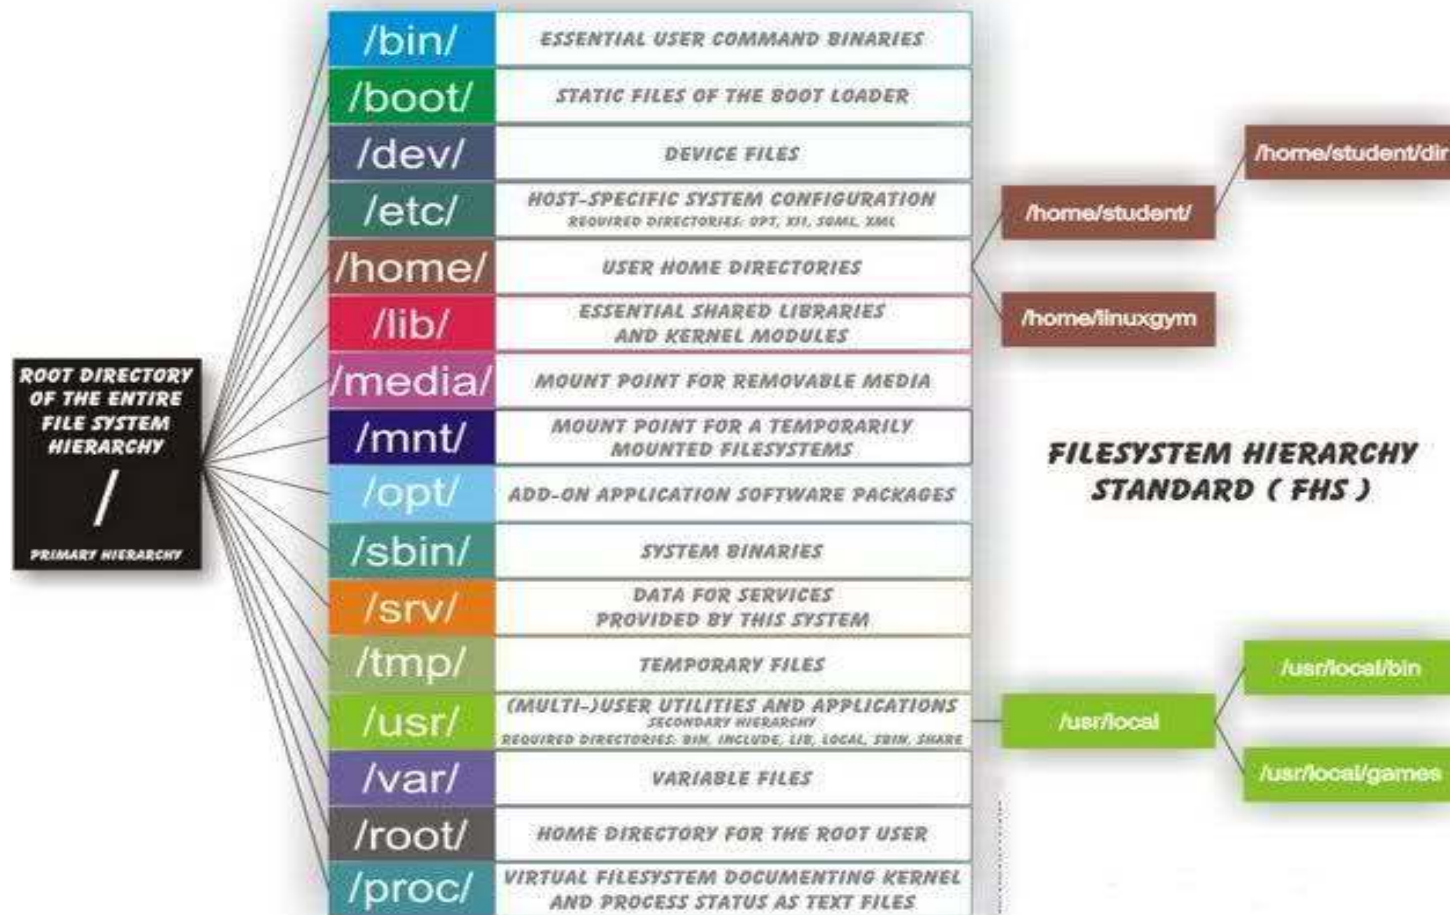 ROOT DIRECTORY
OF THE ENTIRE
FILE SYSTEM
HIERARCHY
/
PRIMARY HIERARCHY
/bin/
ESSENTIAL USER COMMAND BINARIES
/boot/
STATIC FILES OF THE BOOT LOADER
/dev/
DEVICE FILES
/etc/
HOST-SPECIFIC SYSTEM CONFIGURATION
REQUIRED DIRECTORIES: OPT, XII, SGML, XML
/home/
USER HOME DIRECTORIES
/lib/
ESSENTIAL SHARED LIBRARIES
AND KERNEL MODULES
/media/
MOUNT POINT FOR REMOVABLE MEDIA
/mnt/
MOUNT POINT FOR A TEMPORARILY
MOUNTED FILESYSTEMS
/opt/
ADD-ON APPLICATION SOFTWARE PACKAGES
/sbin/
SYSTEM BINARIES
/srv/
DATA FOR SERVICES
PROVIDED BY THIS SYSTEM
/tmp/
TEMPORARY FILES
/usr/
(MULTI-)USER UTILITIES AND APPLICATIONS
SECONDARY HIERARCHY
REQUIRED DIRECTORIES: BIN, INCLUDE, LIB, LOCAL, SBIN, SHARE
/var/
VARIABLE FILES
/root/
HOME DIRECTORY FOR THE ROOT USER
/proc/
VIRTUAL FILESYSTEM DOCUMENTING KERNEL
AND PROCESS STATUS AS TEXT FILES
/home/student/
/home/student/dir
/home/linuxgym
FILESYSTEM HIERARCHY
STANDARD ( FHS )
/usr/local
/usr/local/bin
/usr/local/games